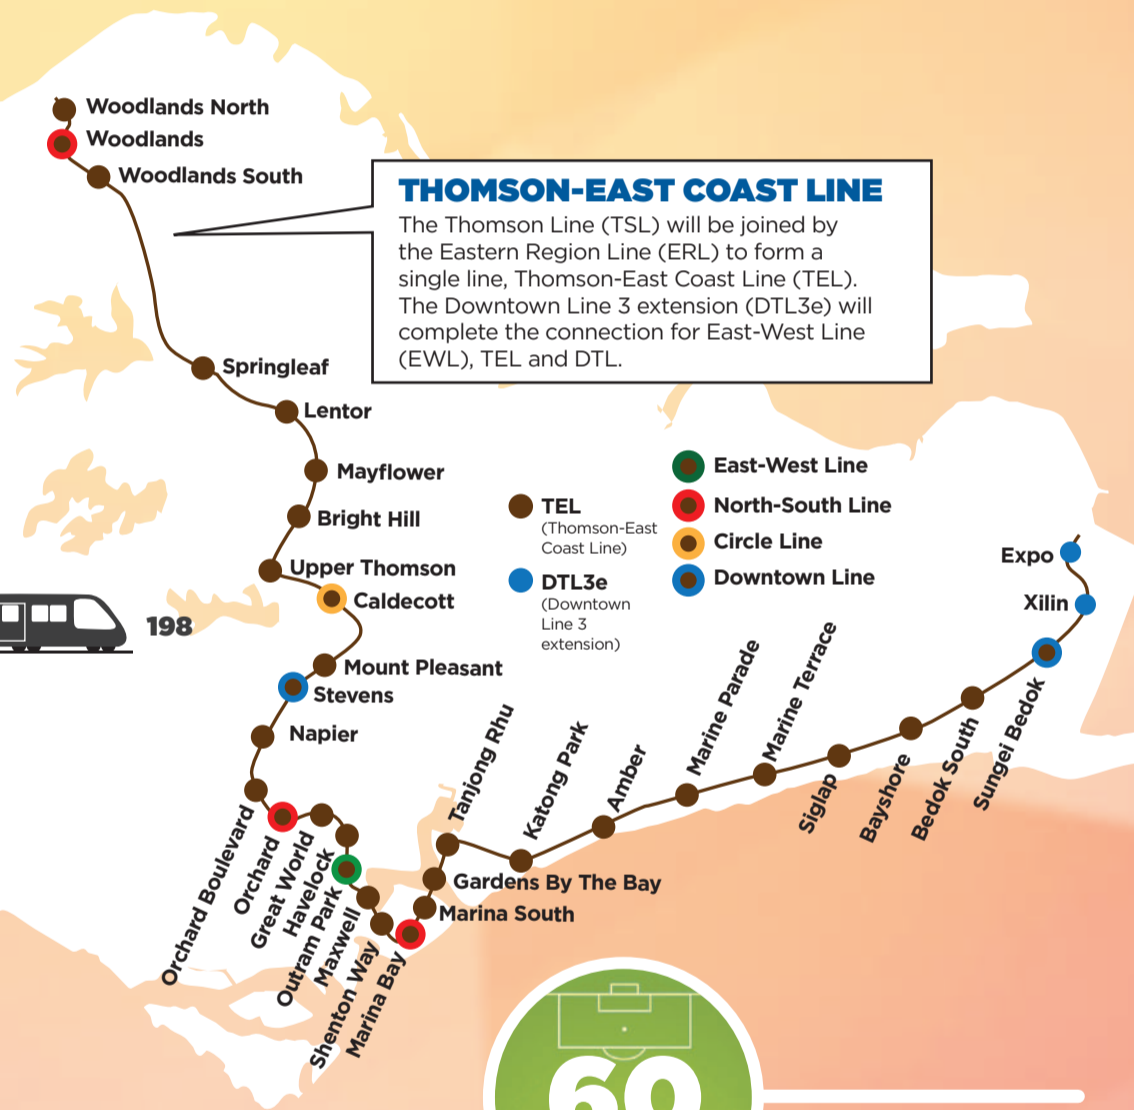 Woodlands North
Woodlands
Woodlands South
THOMSON-EAST COAST LINE
The Thomson Line (TSL) will be joined by
the Eastern Region Line (ERL) to form a
single line, Thomson-East Coast Line (TEL).
The Downtown Line 3 extension (DTL3e) will
complete the connection for East-West Line
(EWL), TEL and DTL.
Springleaf
Lentor
Mayflower
Bright Hill
Upper Thomson
Caldecott
198
Mount Pleasant
Stevens
Napier
TEL
(Thomson-East
Coast Line)
DTL3e
(Downtown
Line 3
extension)
East-West Line
North-South Line
Circle Line
Downtown Line
Orchard Boulevard
Orchard
Great World
Havelock
Outram Park
Maxwell
Shenton Way
Marina Bay
Marina South
Gardens By The Bay
Tanjong Rhu
Katong Park
Amber
Marine Parade
Marine Terrace
Siglap
Bayshore
Bedok South
Sungei Bedok
Xilin
Expo
60